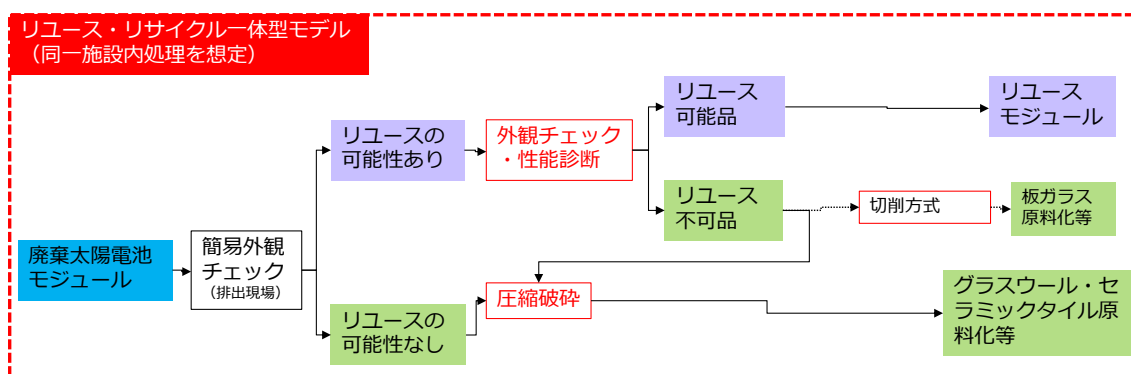 リユース・リサイクル一体型モデル
（同一施設内処理を想定）
リユース
可能品
リユース
モジュール
リユースの
可能性あり
外観チェック
・性能診断
リユース
不可品
切削方式
板ガラス
原料化等
廃棄太陽電池
モジュール
簡易外観
チェック
（排出現場）
圧縮破砕
グラスウール・セ
ラミックタイル原
料化等
リユースの
可能性なし